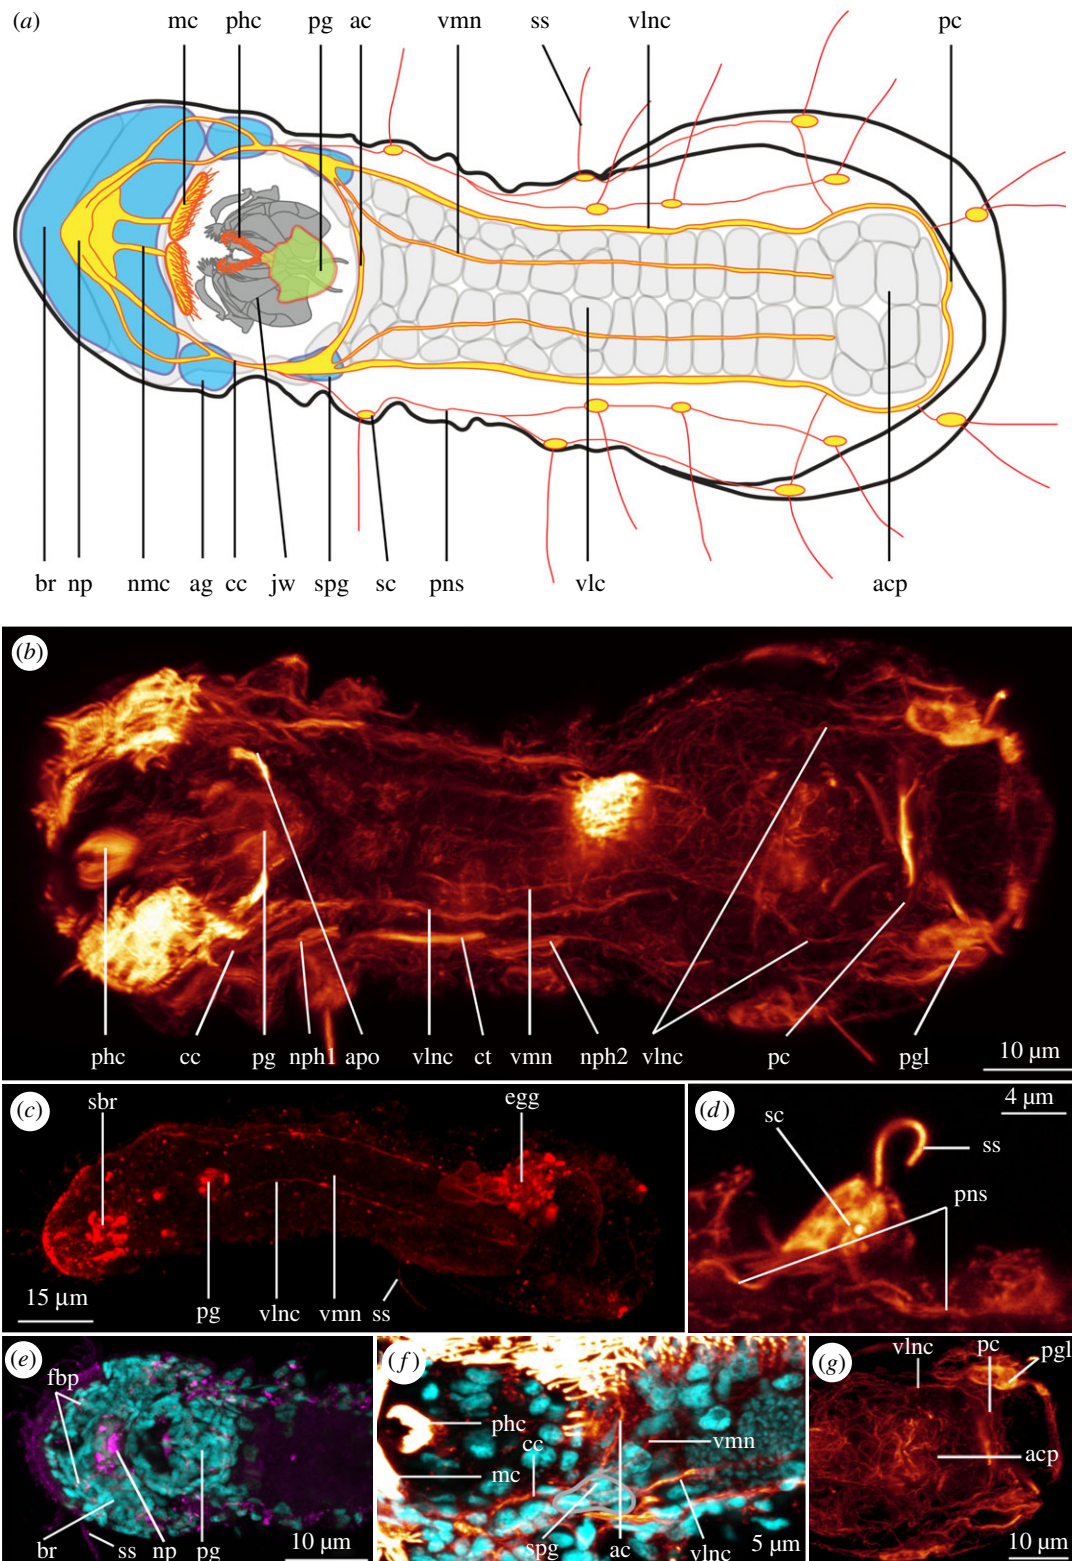 (a) mc phc pg ac vmn ss vlnc pc
br np nmc ag cc jw spg sc pns vlc acp
(b)
phc cc pg nph1 apo vlnc ct vmn nph2 vlnc pc pgl
10 µm
(c) sbr egg
15 µm pg vlnc vmn ss
(d) 4 µm
sc ss
pns
(e)
fbp
br ss np pg 10 µm
(f)
phc
cc vmn
mc
spg ac vlnc 5 µm
(g) vlnc pc pgl
acp
10 µm